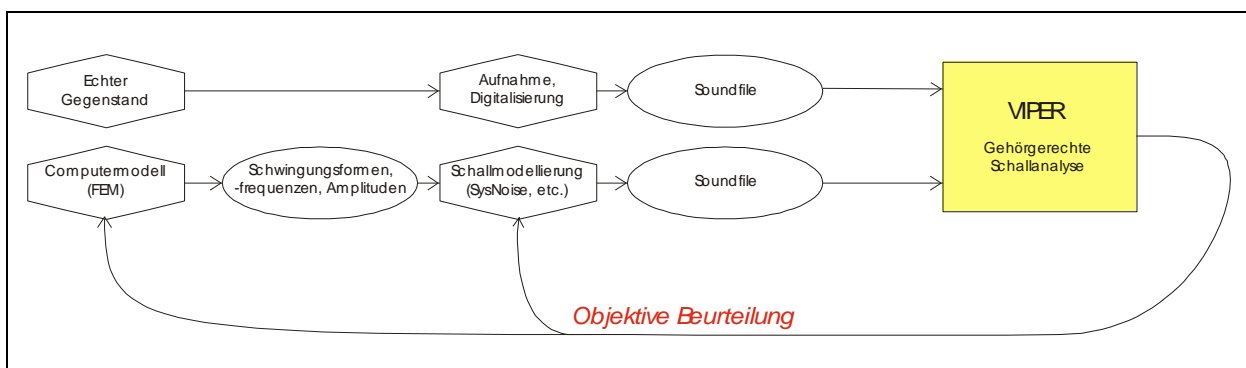 Echter
Gegenstand
Aufnahme,
Digitalisierung
Soundfile
VIPER
Gehörgerechte
Schallanalyse
Computermodell
(FEM)
Schwingungsformen,
-frequenzen, Amplituden
Schallmodellierung
(SysNoise, etc.)
Soundfile
Objektive Beurteilung